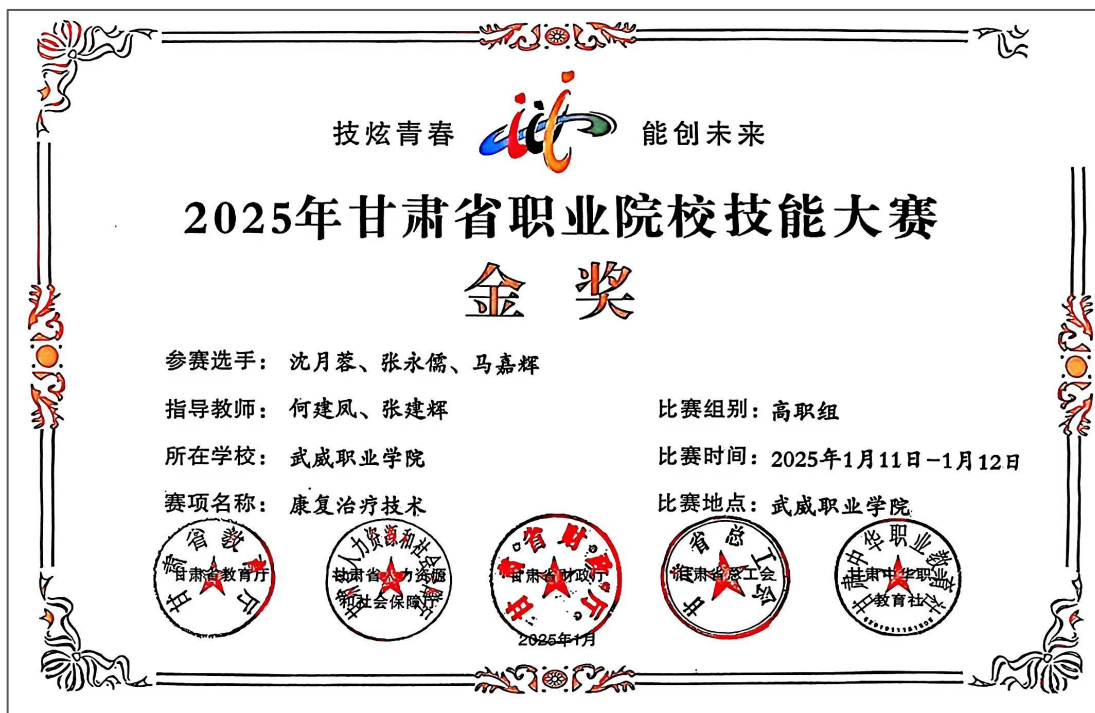 技炫青春 能创未来
2025年甘肃省职业院校技能大赛
金 奖
参赛选手： 沈月蓉、张永儒、马嘉辉
指导教师： 何建凤、张建辉 比赛组别：高职组
所在学校： 武威职业学院 比赛时间：2025年1月11日-1月12日
赛项名称： 康复治疗技术 比赛地点：武威职业学院
甘肃省教育厅
甘肃省人力资源
和社会保障厅
甘肃省财政厅
甘肃省总工会
甘肃中华职业
教育社
2025年1月